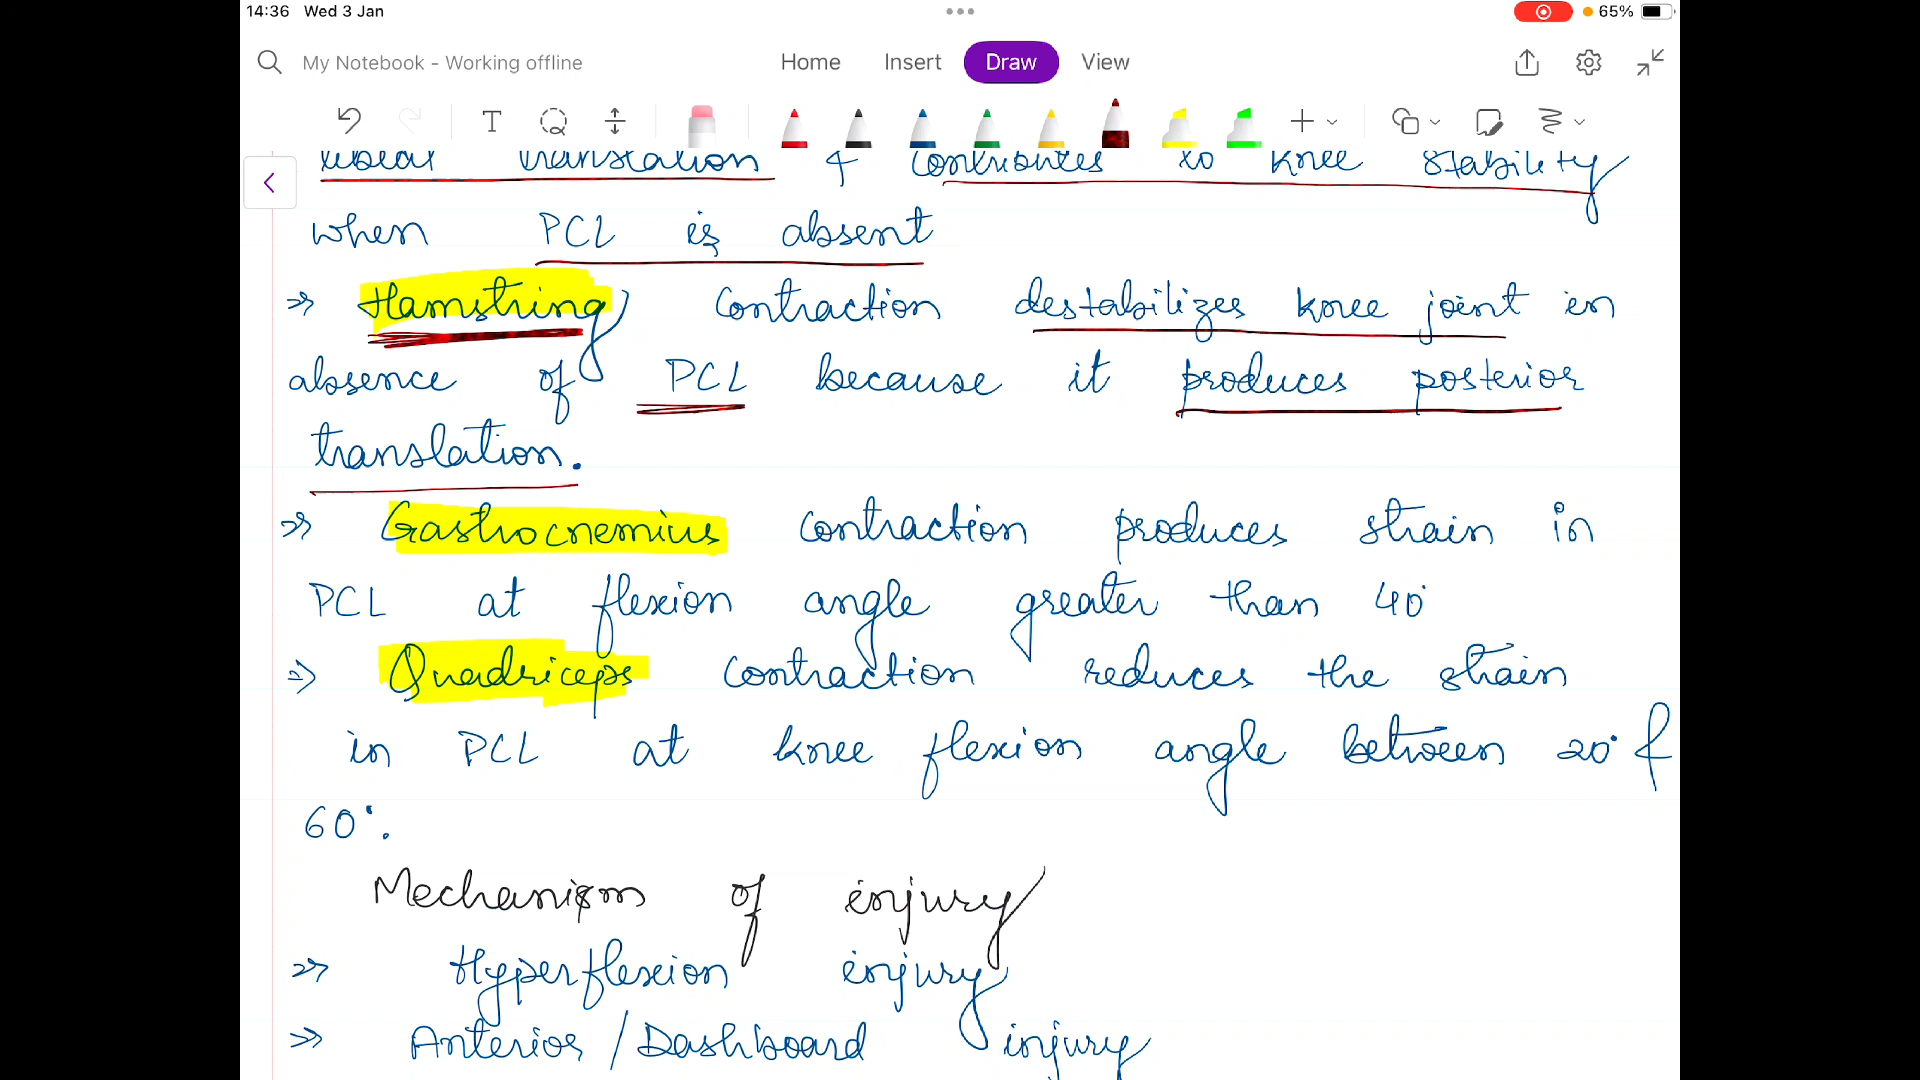 14:36 Wed 3 Jan
65%
My Notebook - Working offline
Home Insert Draw View
translation & contributes to knee stability
when PCL is absent
⇒ Hamstring contraction destabilizes knee joint in
absence of PCL because it produces posterior
translation.
⇒ Gastrocnemius contraction produces strain in
PCL at flexion angle greater than 40°
⇒ Quadriceps contraction reduces the strain
in PCL at knee flexion angle between 20° &
60°.
Mechanism of injury
⇒ Hyperflexion injury
⇒ Anterior / Dashboard injury